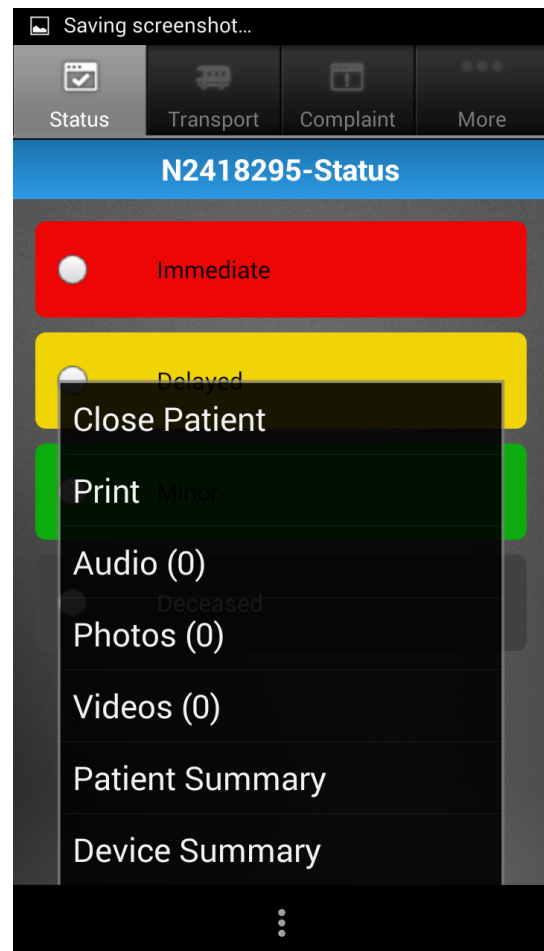 Saving screenshot...
Status Transport Complaint More
N2418295-Status
Immediate
Delayed
Close Patient
Print
Minor
Audio (0)
Deceased
Photos (0)
Videos (0)
Patient Summary
Device Summary